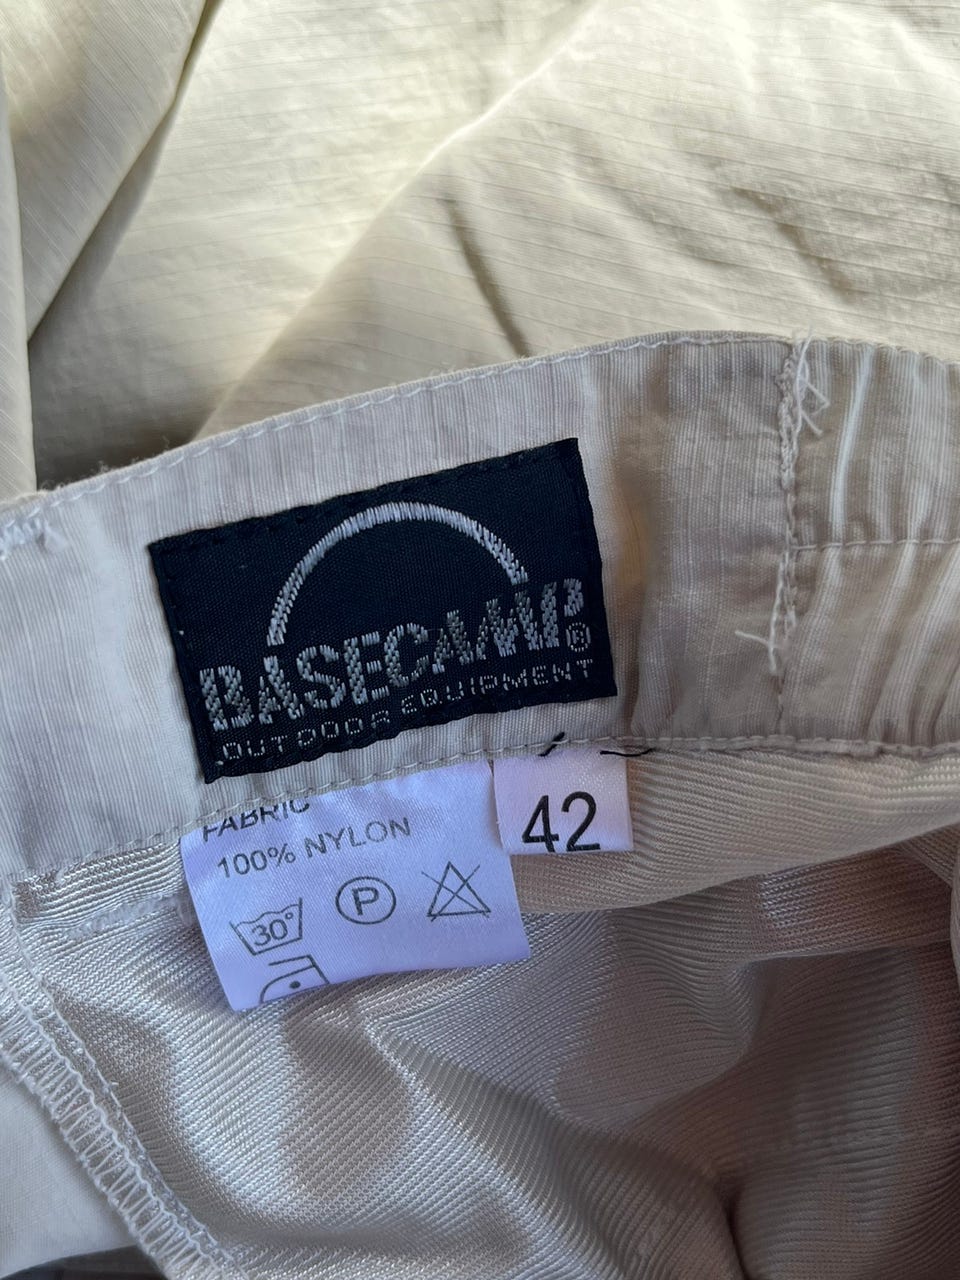 BASECAMP®
OUTDOOR EQUIPMENT
FABRIC
100% NYLON
42
30°
P